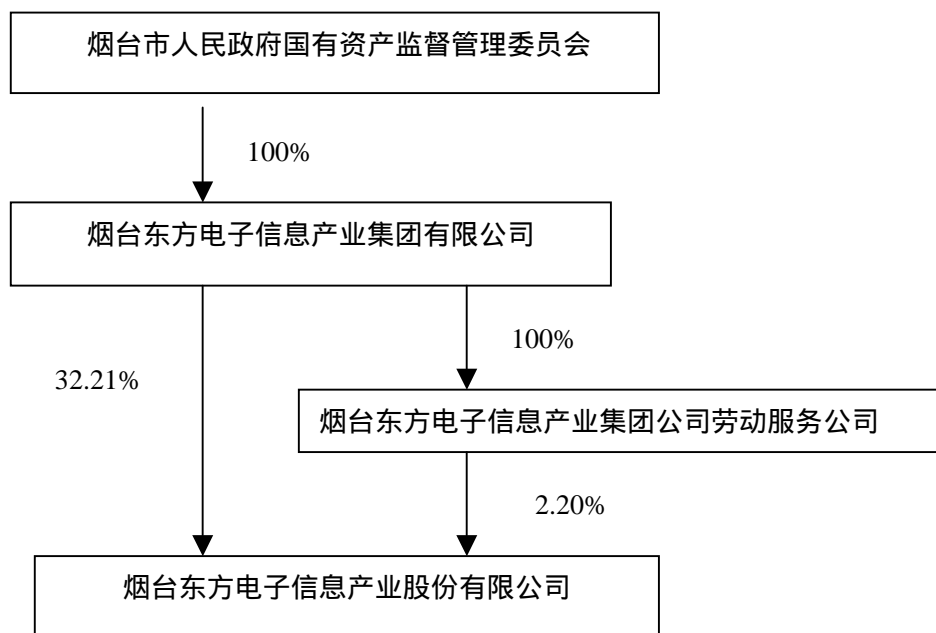 烟台市人民政府国有资产监督管理委员会
100%
烟台东方电子信息产业集团有限公司
100%
32.21%
烟台东方电子信息产业集团公司劳动服务公司
2.20%
烟台东方电子信息产业股份有限公司